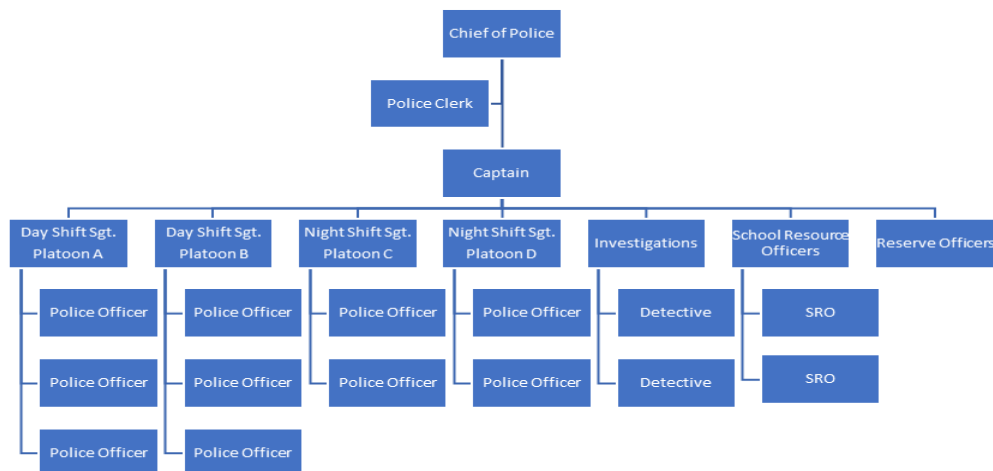 Chief of Police
Police Clerk
Captain
Day Shift Sgt.
Platoon A
Day Shift Sgt.
Platoon B
Night Shift Sgt.
Platoon C
Night Shift Sgt.
Platoon D
Investigations
School Resource
Officers
Reserve Officers
Police Officer
Police Officer
Police Officer
Police Officer
Detective
SRO
Police Officer
Police Officer
Police Officer
Police Officer
Detective
SRO
Police Officer
Police Officer